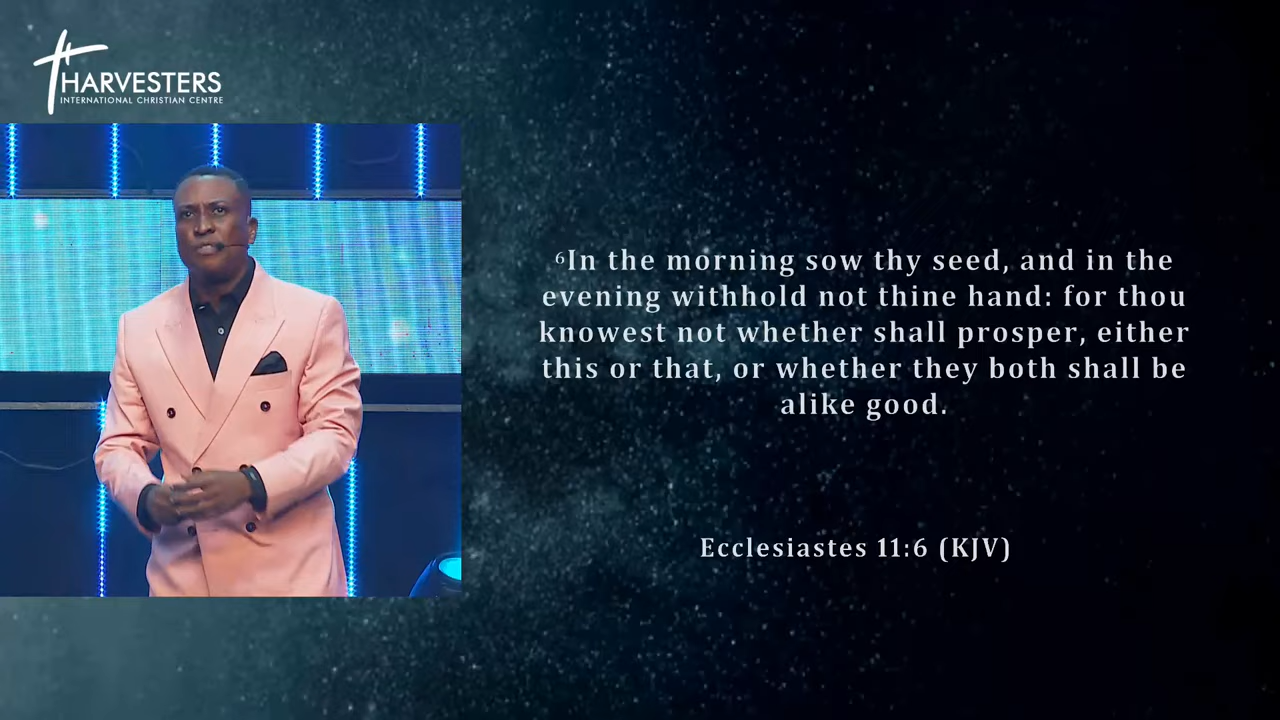 HARVESTERS
INTERNATIONAL CHRISTIAN CENTRE
⁶In the morning sow thy seed, and in the
evening withhold not thine hand: for thou
knowest not whether shall prosper, either
this or that, or whether they both shall be
alike good.
Ecclesiastes 11:6 (KJV)